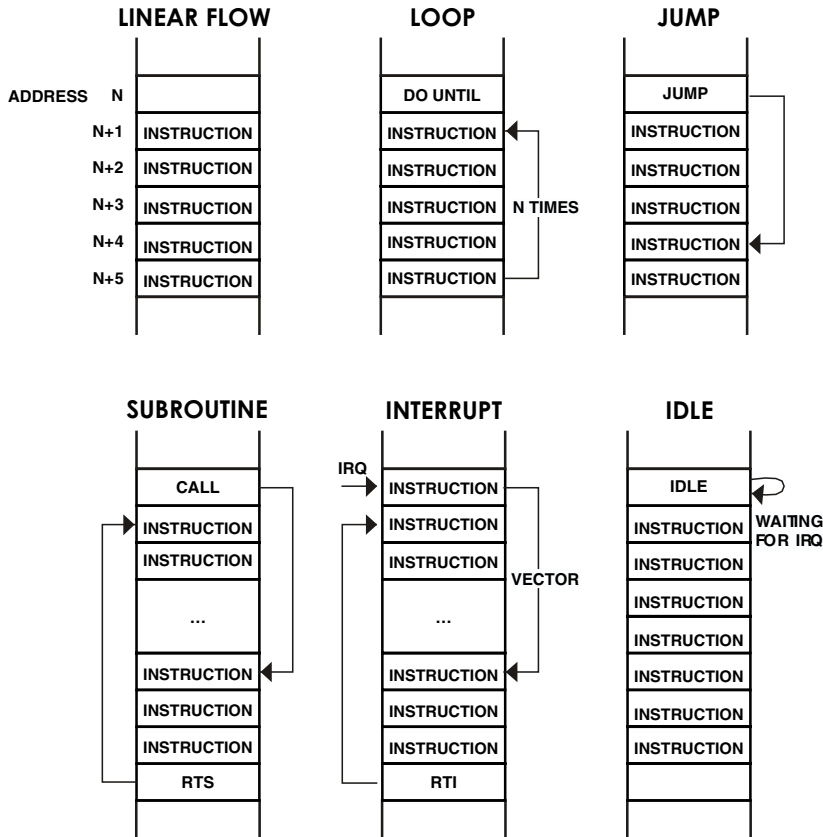 LINEAR FLOW
LOOP
JUMP
ADDRESS N
DO UNTIL
JUMP
N+1 INSTRUCTION
INSTRUCTION
INSTRUCTION
N+2 INSTRUCTION
INSTRUCTION
INSTRUCTION
N+3 INSTRUCTION
INSTRUCTION
N TIMES
INSTRUCTION
N+4 INSTRUCTION
INSTRUCTION
INSTRUCTION
N+5 INSTRUCTION
INSTRUCTION
INSTRUCTION
SUBROUTINE
INTERRUPT
IDLE
CALL
IRQ
INSTRUCTION
IDLE
INSTRUCTION
INSTRUCTION
INSTRUCTION
WAITING
FOR IRQ
INSTRUCTION
INSTRUCTION
INSTRUCTION
VECTOR
INSTRUCTION
...
...
INSTRUCTION
INSTRUCTION
INSTRUCTION
INSTRUCTION
INSTRUCTION
INSTRUCTION
INSTRUCTION
INSTRUCTION
INSTRUCTION
INSTRUCTION
RTS
RTI